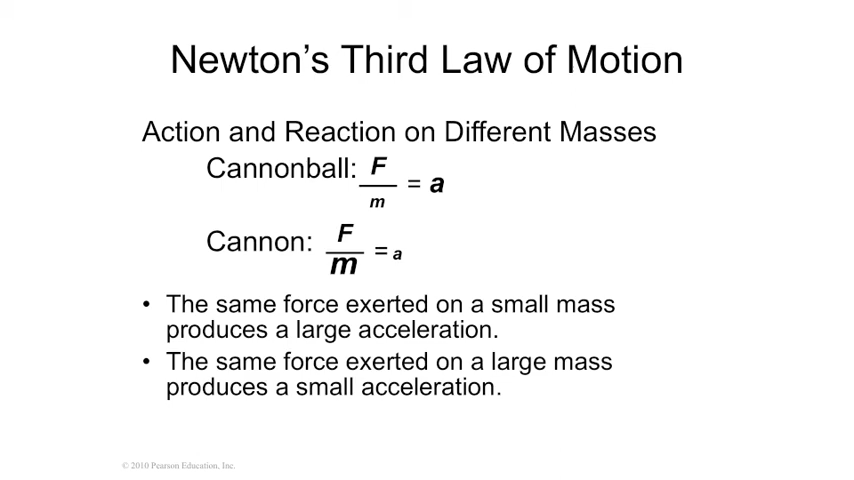 Newton’s Third Law of Motion
Action and Reaction on Different Masses
Cannonball: F
= a
m
Cannon: F
= a
m
• The same force exerted on a small mass
produces a large acceleration.
• The same force exerted on a large mass
produces a small acceleration.
© 2010 Pearson Education, Inc.